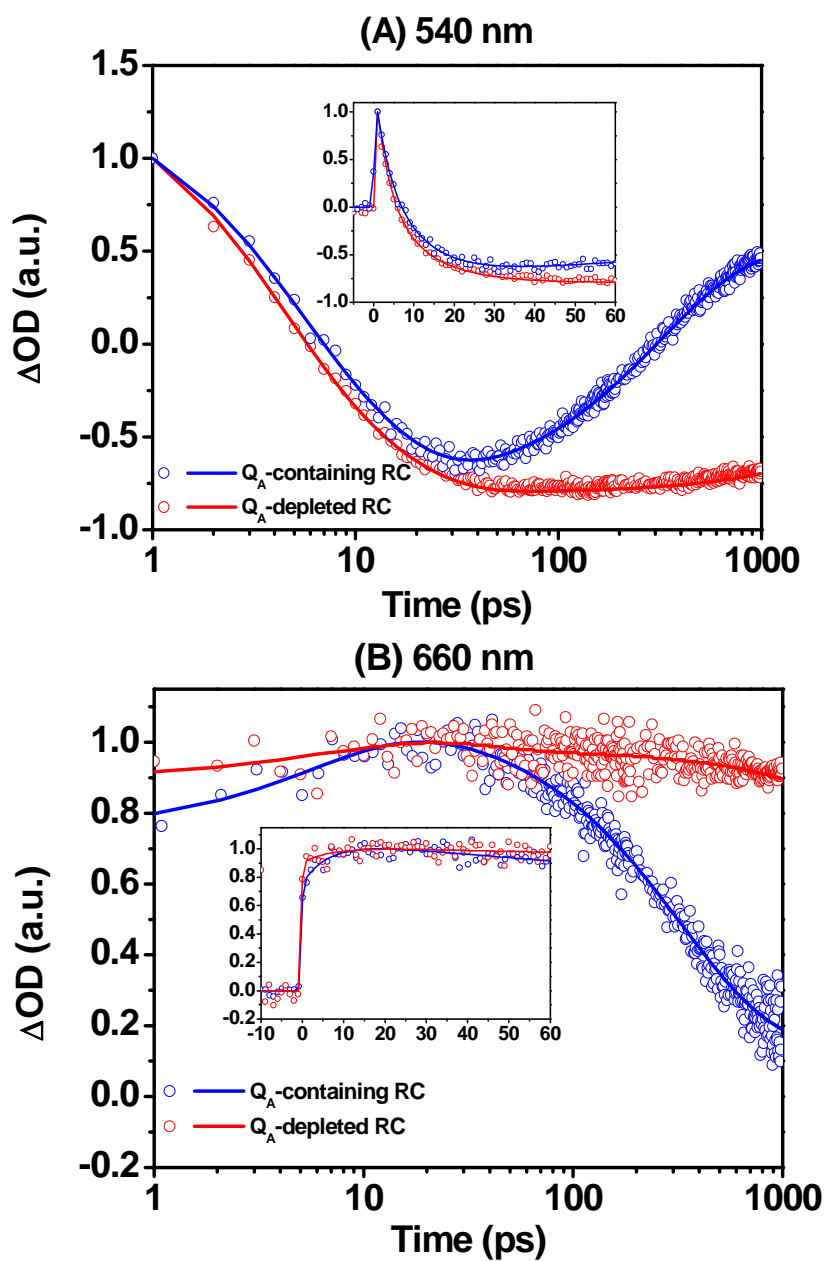 (A) 540 nm
1.5
1.0
0.5
0.0
-0.5
-1.0
ΔOD (a.u.)
1.0
0.5
0.0
-0.5
-1.0
0 10 20 30 40 50 60
QA-containing RC
QA-depleted RC
1 10 100 1000
Time (ps)
(B) 660 nm
1.0
0.8
0.6
0.4
0.2
0.0
-0.2
ΔOD (a.u.)
1.0
0.8
0.6
0.4
0.2
0.0
-0.2
-10 0 10 20 30 40 50 60
QA-containing RC
QA-depleted RC
1 10 100 1000
Time (ps)